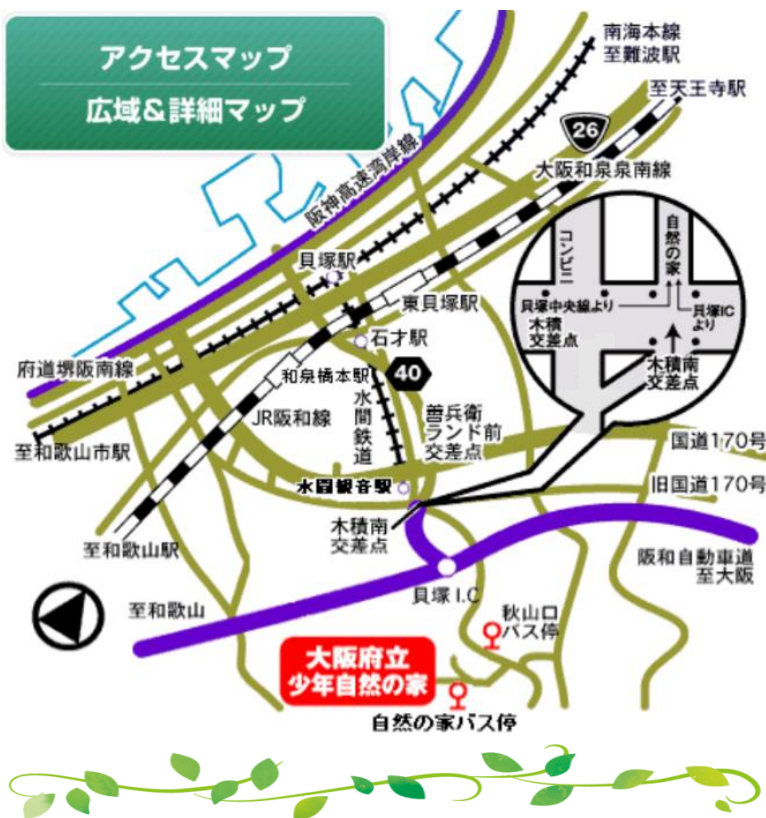 アクセスマップ
広域&詳細マップ
南海本線
至難波駅
至天王寺駅
26
大阪和泉泉南線
阪神高速湾岸線
貝塚駅
東貝塚駅
石才駅
府道堺阪南線
和泉橋本駅
40
JR阪和線
水間鉄道
善兵衛
ランド前
交差点
至和歌山市駅
コンビニ
自然の家
貝塚中央線より
貝塚IC
より
木積
交差点
木積南
交差点
国道170号
旧国道170号
水間観音駅
木積南
交差点
至和歌山駅
阪和自動車道
至大阪
貝塚I.C
至和歌山
秋山口
バス停
大阪府立
少年自然の家
自然の家バス停